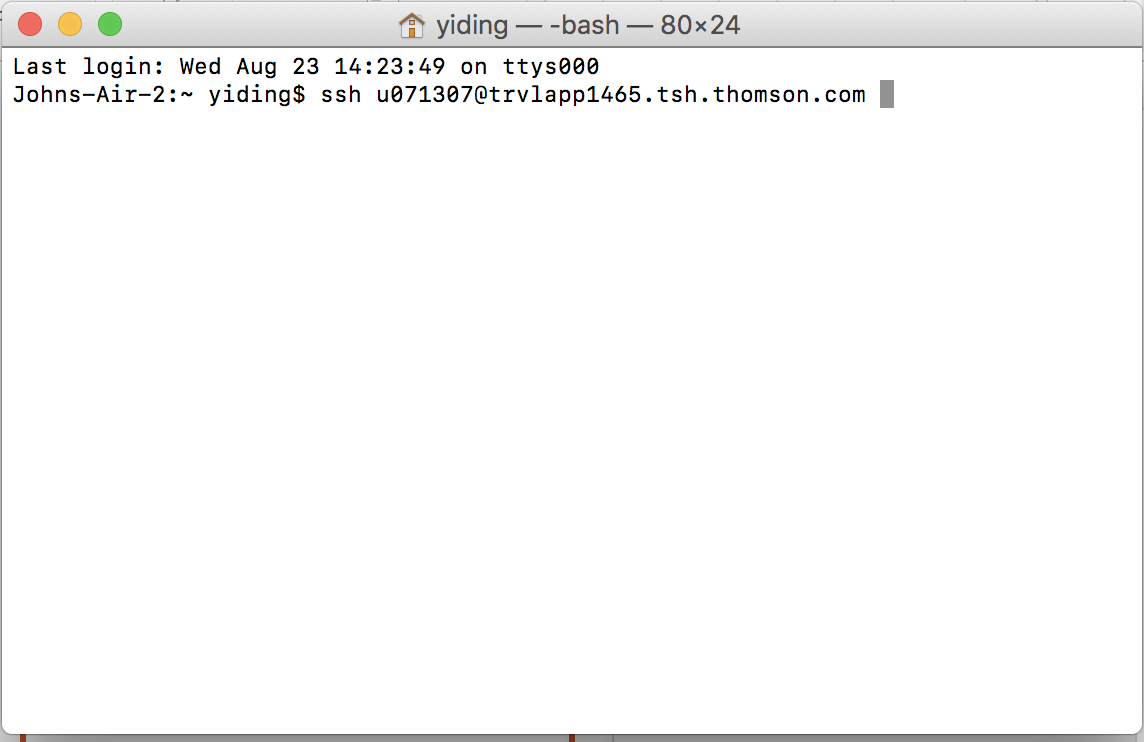 yiding — -bash — 80×24
Last login: Wed Aug 23 14:23:49 on ttys000
Johns-Air-2:~ yiding$ ssh u071307@trvlapp1465.tsh.thomson.com